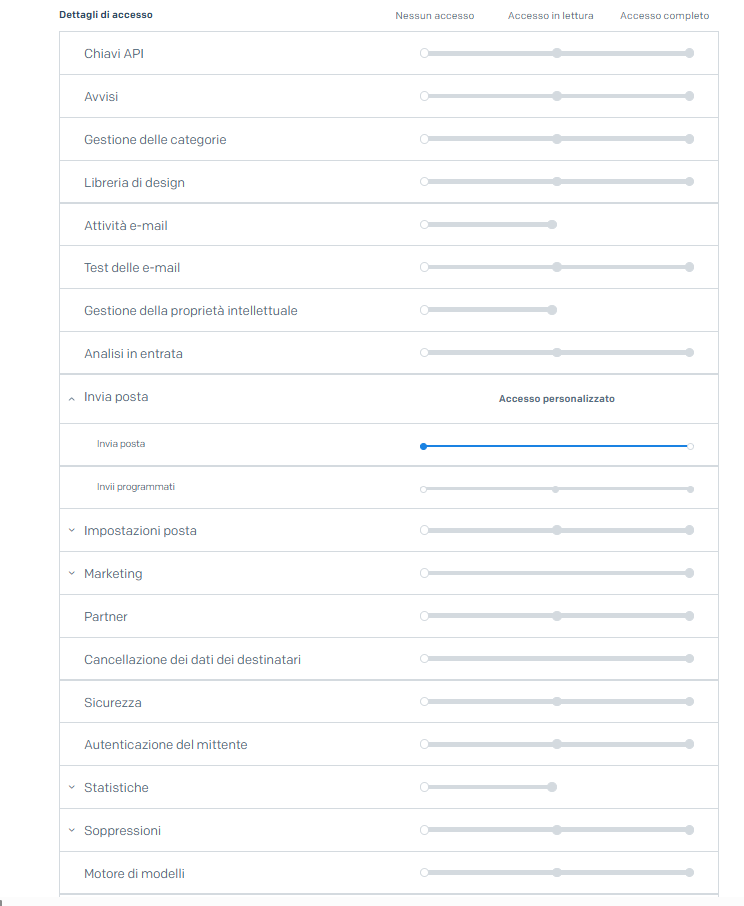 Dettagli di accesso Nessun accesso Accesso in lettura Accesso completo
Chiavi API
Avvisi
Gestione delle categorie
Libreria di design
Attività e-mail
Test delle e-mail
Gestione della proprietà intellettuale
Analisi in entrata
Invia posta Accesso personalizzato
Invia posta
Invii programmati
Impostazioni posta
Marketing
Partner
Cancellazione dei dati dei destinatari
Sicurezza
Autenticazione del mittente
Statistiche
Soppressioni
Motore di modelli